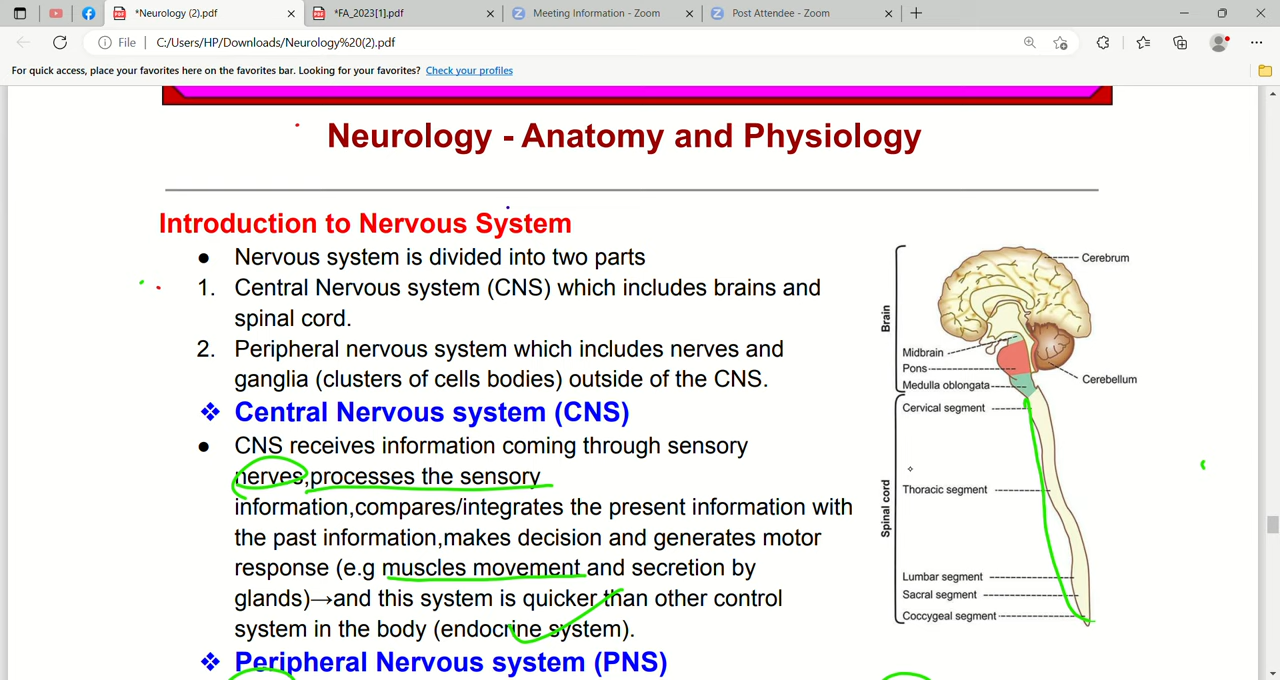 *Neurology (2).pdf
*FA_2023[1].pdf
Meeting Information - Zoom
Post Attendee - Zoom
File
C:/Users/HP/Downloads/Neurology%20(2).pdf
For quick access, place your favorites here on the favorites bar. Looking for your favorites? Check your profiles
Neurology - Anatomy and Physiology
Introduction to Nervous System
● Nervous system is divided into two parts
1. Central Nervous system (CNS) which includes brains and
spinal cord.
2. Peripheral nervous system which includes nerves and
ganglia (clusters of cells bodies) outside of the CNS.
❖ Central Nervous system (CNS)
● CNS receives information coming through sensory
nerves,processes the sensory
information,compares/integrates the present information with
the past information,makes decision and generates motor
response (e.g muscles movement and secretion by
glands)→and this system is quicker than other control
system in the body (endocrine system).
❖ Peripheral Nervous system (PNS)
Brain
Cerebrum
Midbrain
Pons
Medulla oblongata
Cerebellum
Spinal cord
Cervical segment
Thoracic segment
Lumbar segment
Sacral segment
Coccygeal segment